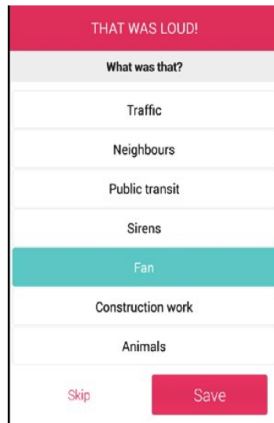 THAT WAS LOUD!
What was that?
Traffic
Neighbours
Public transit
Sirens
Fan
Construction work
Animals
Skip Save